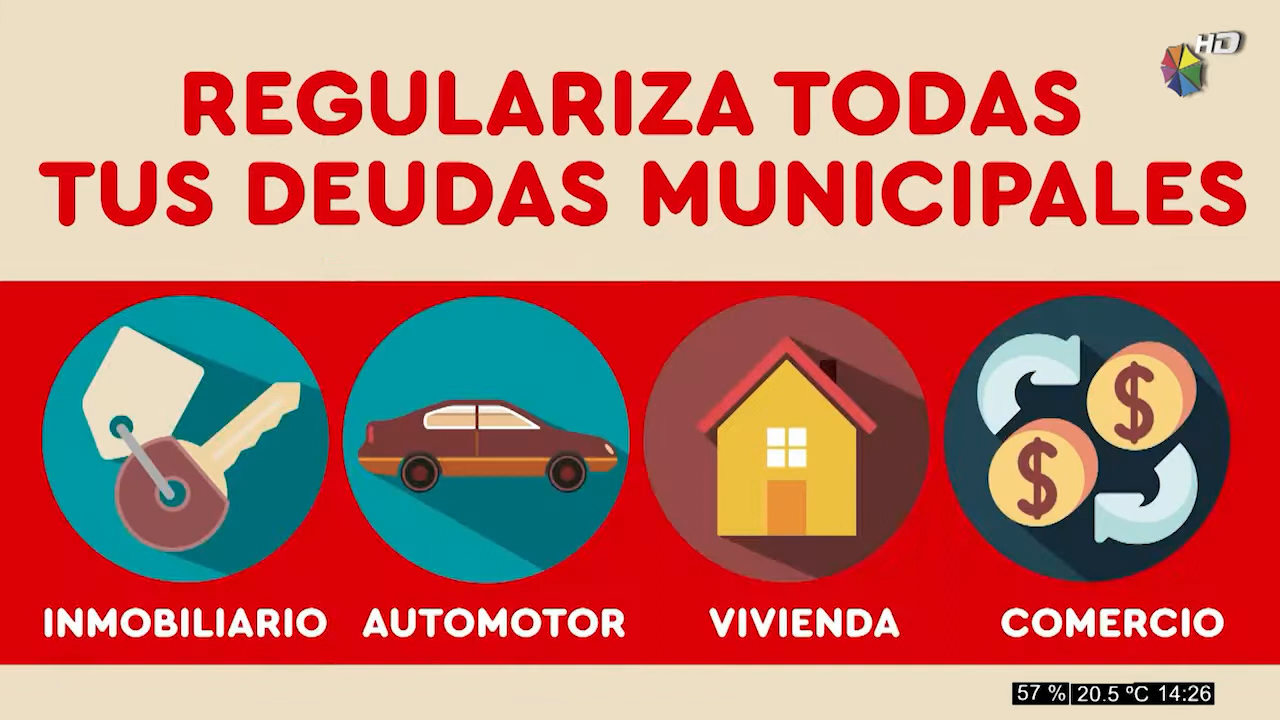 HD
REGULARIZA TODAS
TUS DEUDAS MUNICIPALES
$
$
INMOBILIARIO AUTOMOTOR VIVIENDA COMERCIO
57 % 20.5 ºC 14:26